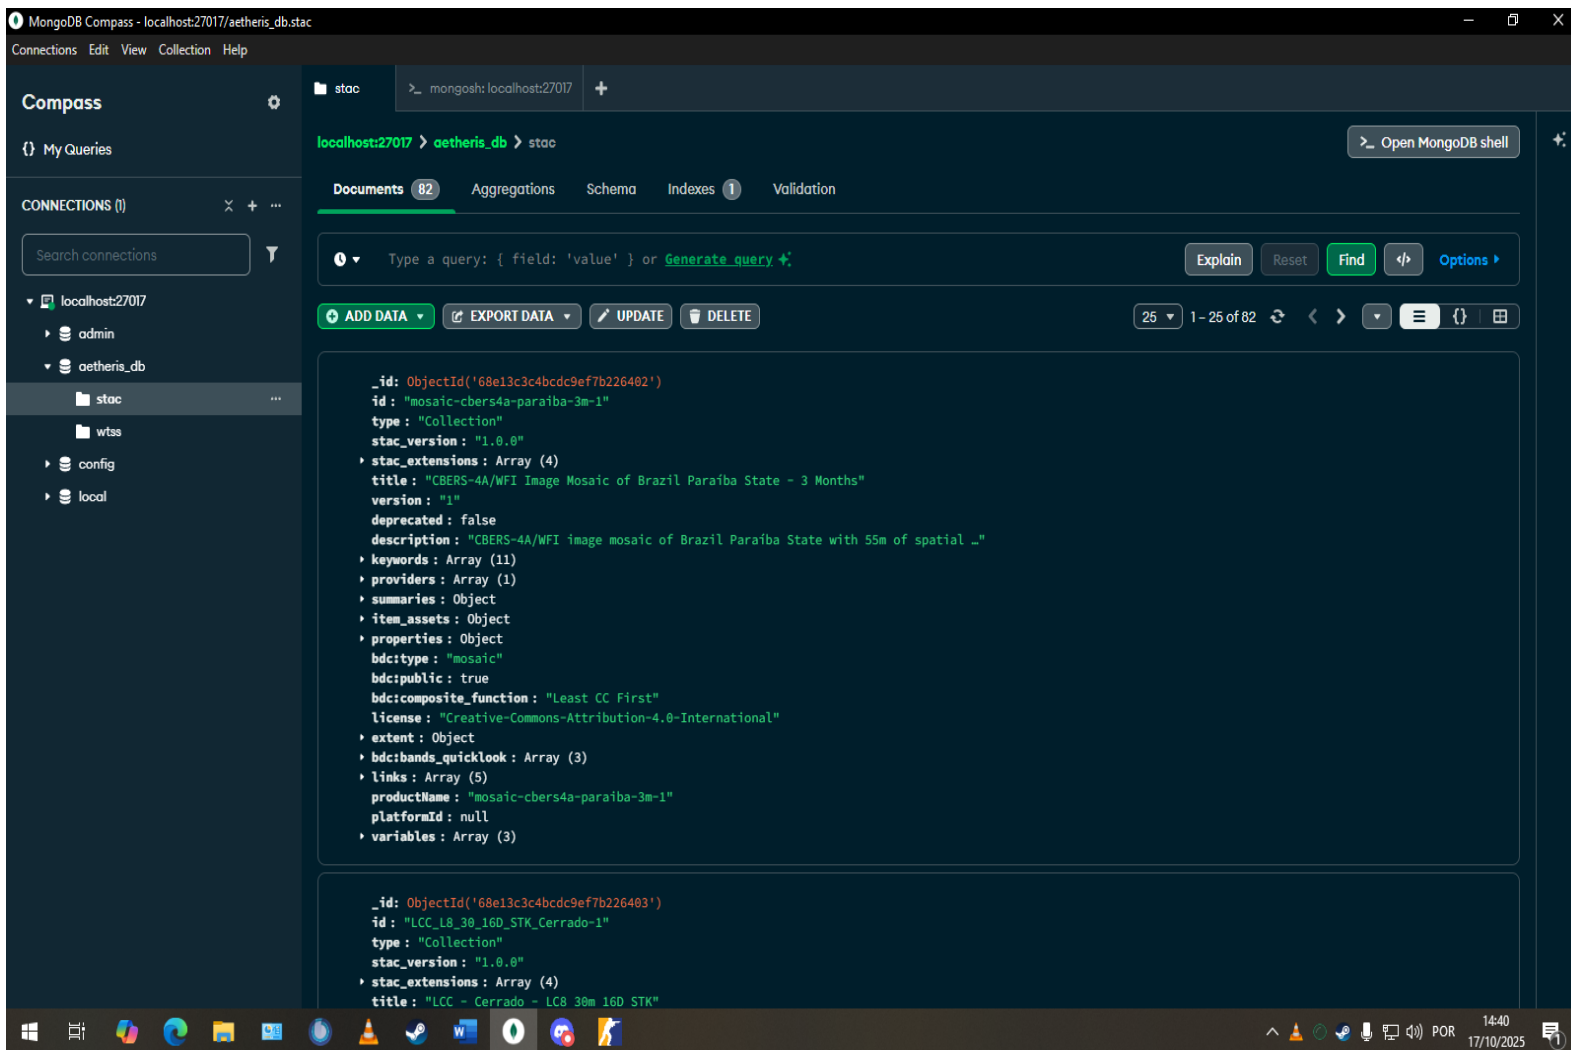 MongoDB Compass - localhost:27017/aetheris_db.stac
Connections Edit View Collection Help
Compass
{} My Queries
CONNECTIONS (1)
Search connections
localhost:27017
admin
aetheris_db
stac
wtss
config
local
stac
>_ mongosh: localhost:27017
localhost:27017 > aetheris_db > stac
>_ Open MongoDB shell
Documents 82 Aggregations Schema Indexes 1 Validation
Type a query: { field: 'value' } or Generate query
Explain Reset Find </> Options
ADD DATA EXPORT DATA UPDATE DELETE
25 1 – 25 of 82 {}
_id: ObjectId('68e13c3c4bcdc9ef7b226402')
id : "mosaic-cbers4a-paraiba-3m-1"
type : "Collection"
stac_version : "1.0.0"
stac_extensions : Array (4)
title : "CBERS-4A/WFI Image Mosaic of Brazil Paraíba State - 3 Months"
version : "1"
deprecated : false
description : "CBERS-4A/WFI image mosaic of Brazil Paraíba State with 55m of spatial …"
keywords : Array (11)
providers : Array (1)
summaries : Object
item_assets : Object
properties : Object
bdc:type : "mosaic"
bdc:public : true
bdc:composite_function : "Least CC First"
license : "Creative-Commons-Attribution-4.0-International"
extent : Object
bdc:bands_quicklook : Array (3)
links : Array (5)
productName : "mosaic-cbers4a-paraiba-3m-1"
platformId : null
variables : Array (3)
_id: ObjectId('68e13c3c4bcdc9ef7b226403')
id : "LCC_L8_30_16D_STK_Cerrado-1"
type : "Collection"
stac_version : "1.0.0"
stac_extensions : Array (4)
title : "LCC - Cerrado - LC8 30m 16D STK"
POR
14:40
17/10/2025
1